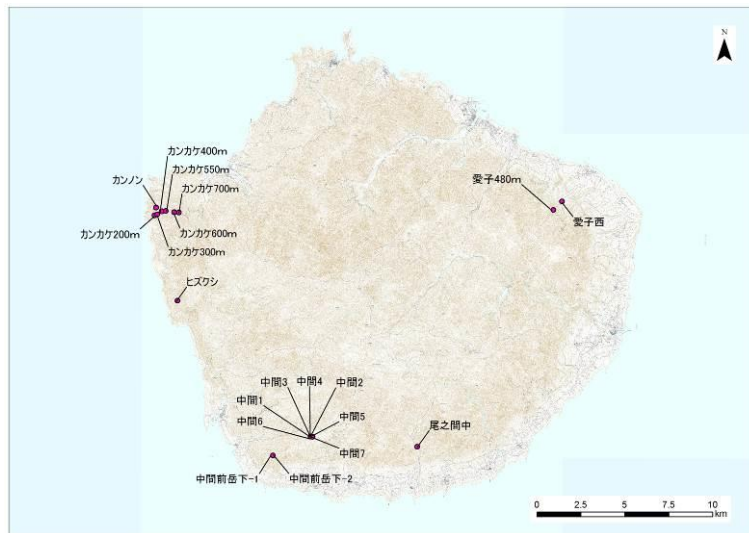 N
カンカケ400m
カンカケ550m
カンノン
カンカケ700m
カンカケ200m
カンカケ600m
カンカケ300m
愛子480m
愛子西
ヒズクシ
中間3
中間4
中間2
中間1
中間5
中間6
中間7
尾之間中
中間前岳下-1
中間前岳下-2
0 2.5 5 7.5 10
km